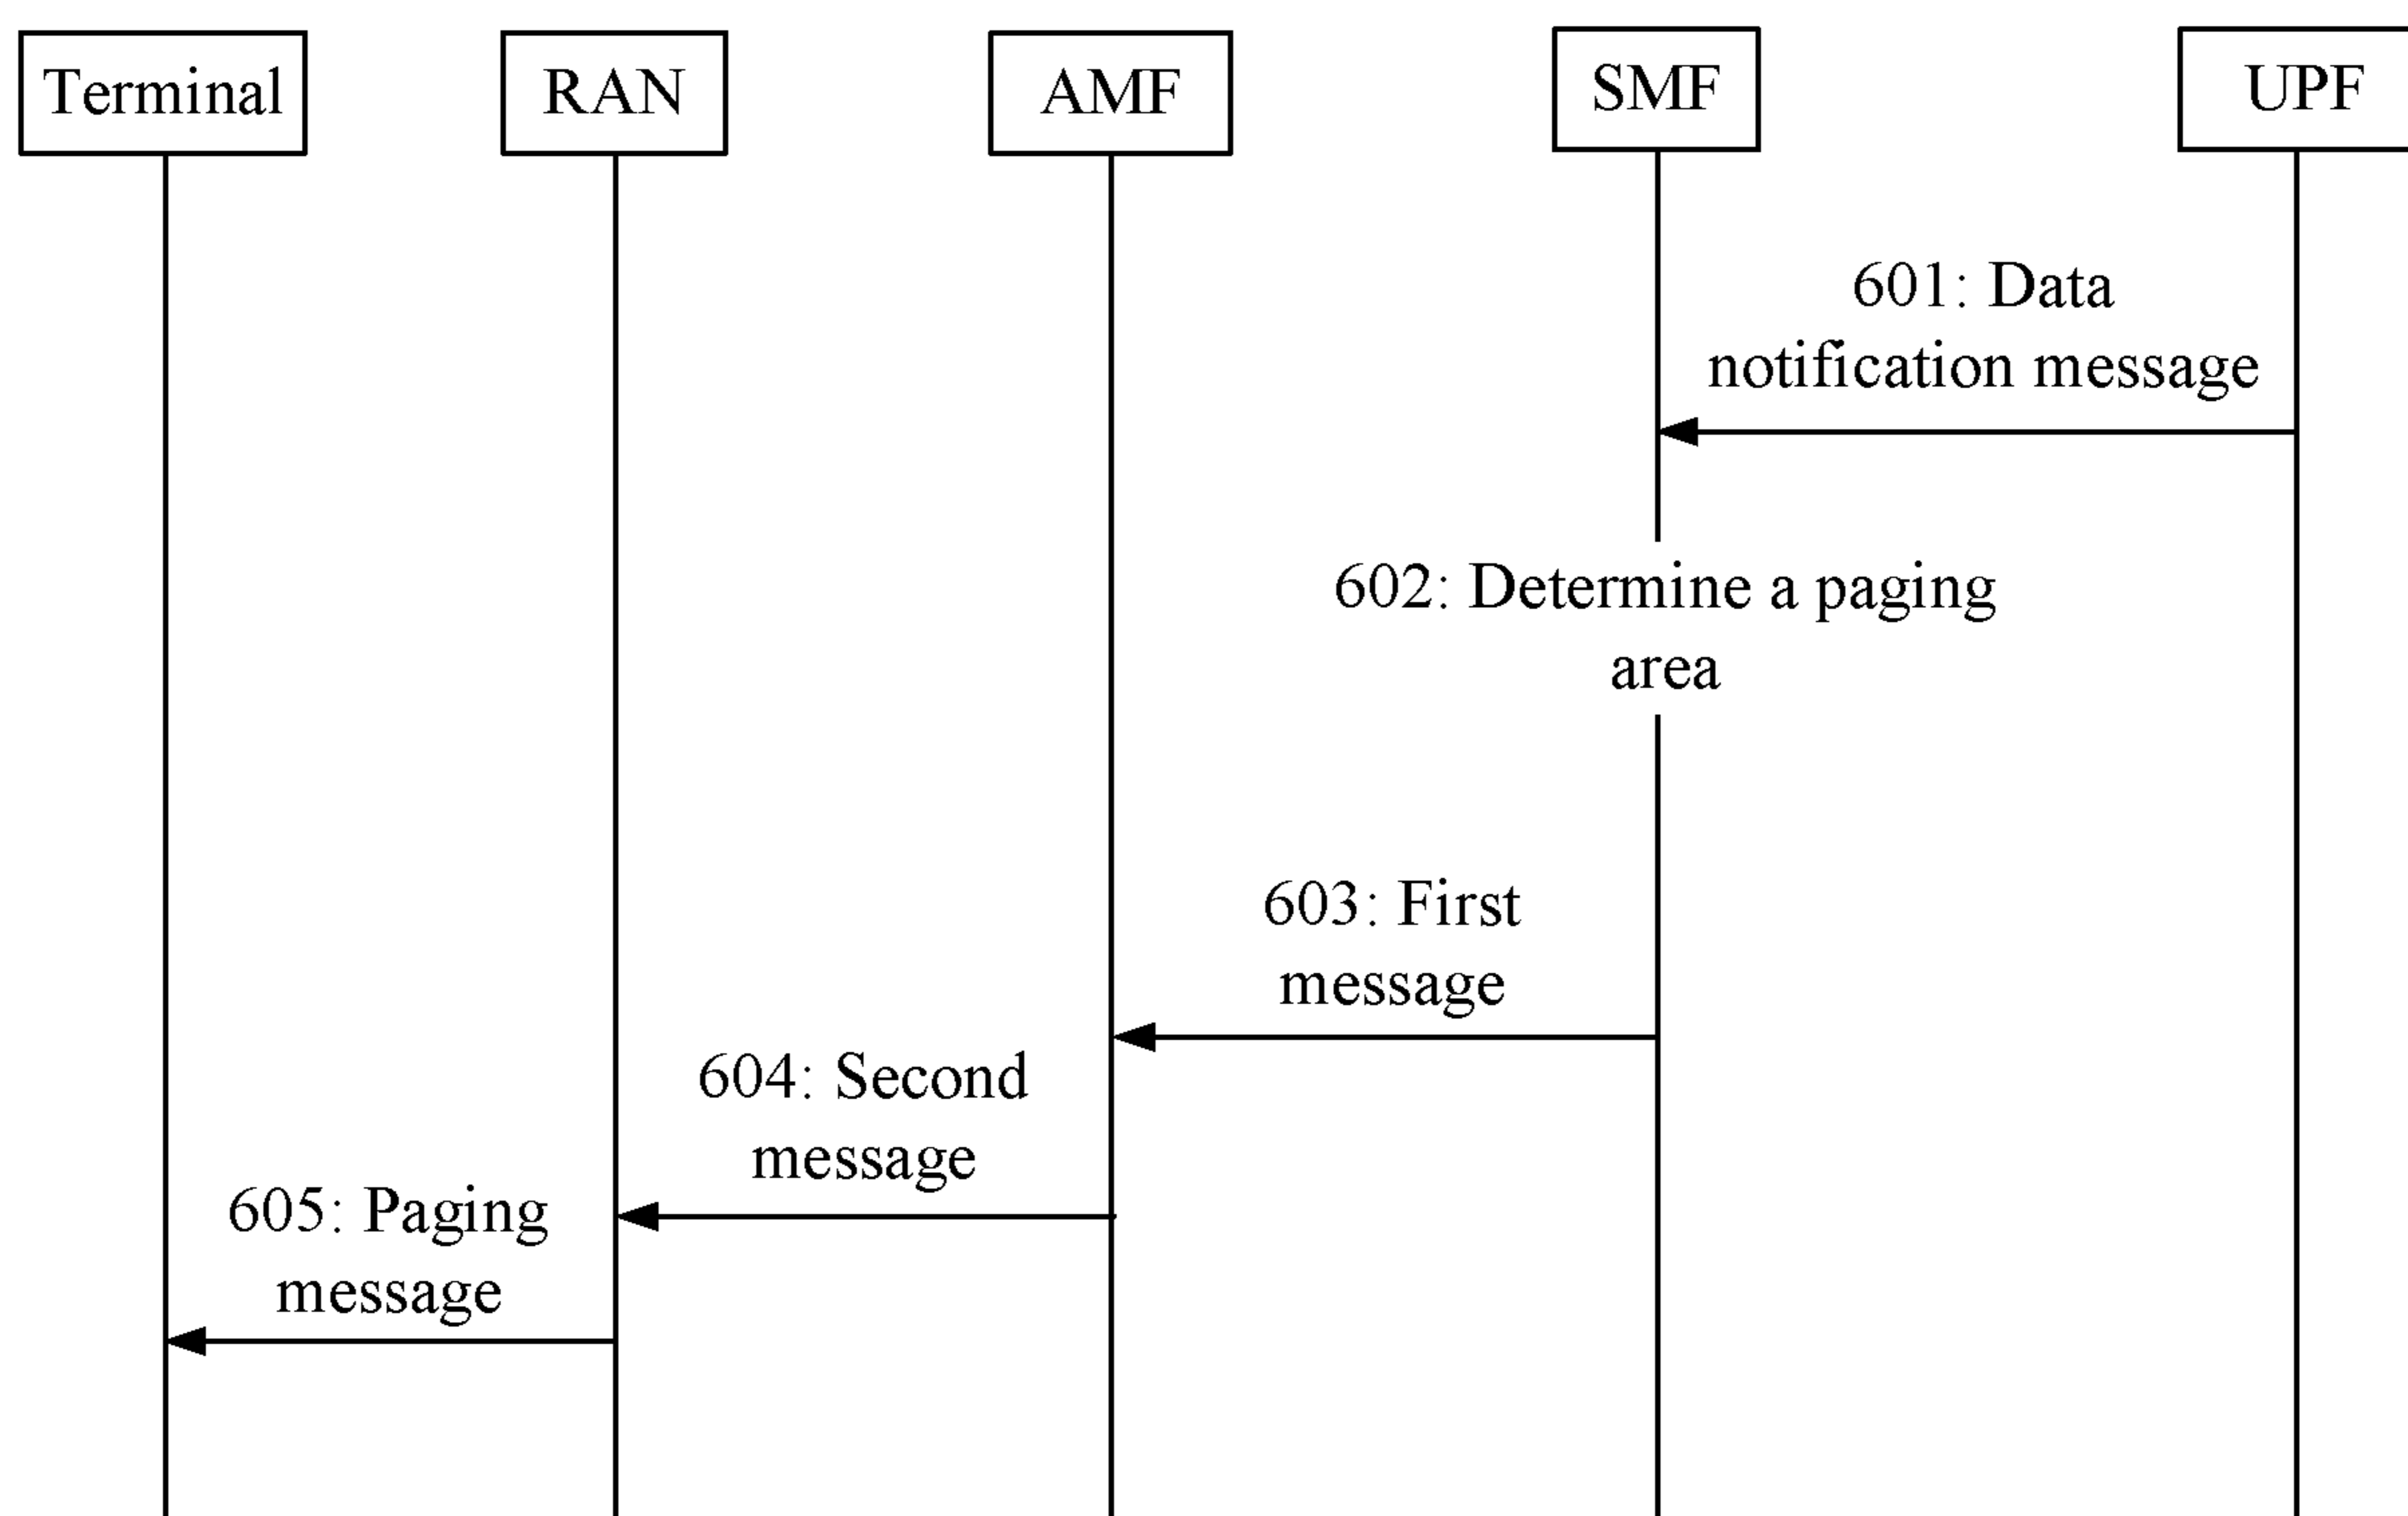 Terminal
RAN
AMF
SMF
UPF
601: Data
notification message
602: Determine a paging
area
603: First
message
604: Second
message
605: Paging
message